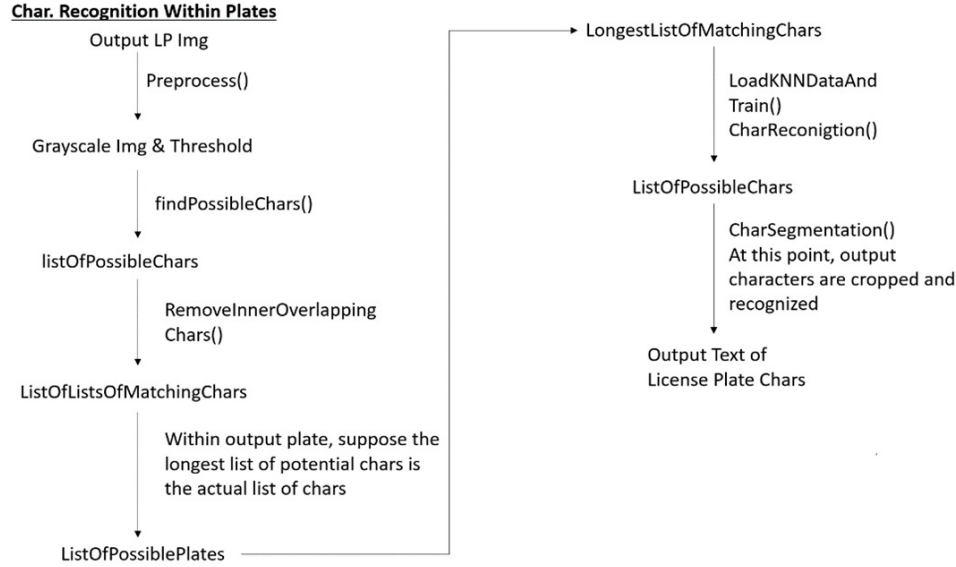 Char. Recognition Within Plates
Output LP Img
Preprocess()
Grayscale Img & Threshold
findPossibleChars()
listOfPossibleChars
RemoveInnerOverlapping
Chars()
ListOfListsOfMatchingChars
Within output plate, suppose the
longest list of potential chars is
the actual list of chars
ListOfPossiblePlates
LongestListOfMatchingChars
LoadKNNDataAnd
Train()
CharReconigtion()
ListOfPossibleChars
CharSegmentation()
At this point, output
characters are cropped and
recognized
Output Text of
License Plate Chars